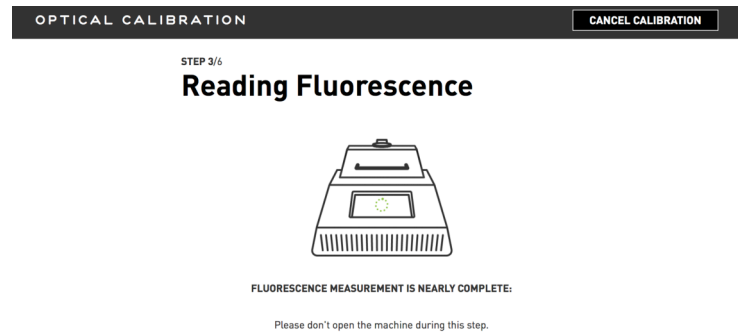 OPTICAL CALIBRATION
CANCEL CALIBRATION
STEP 3/6
Reading Fluorescence
FLUORESCENCE MEASUREMENT IS NEARLY COMPLETE:
Please don't open the machine during this step.